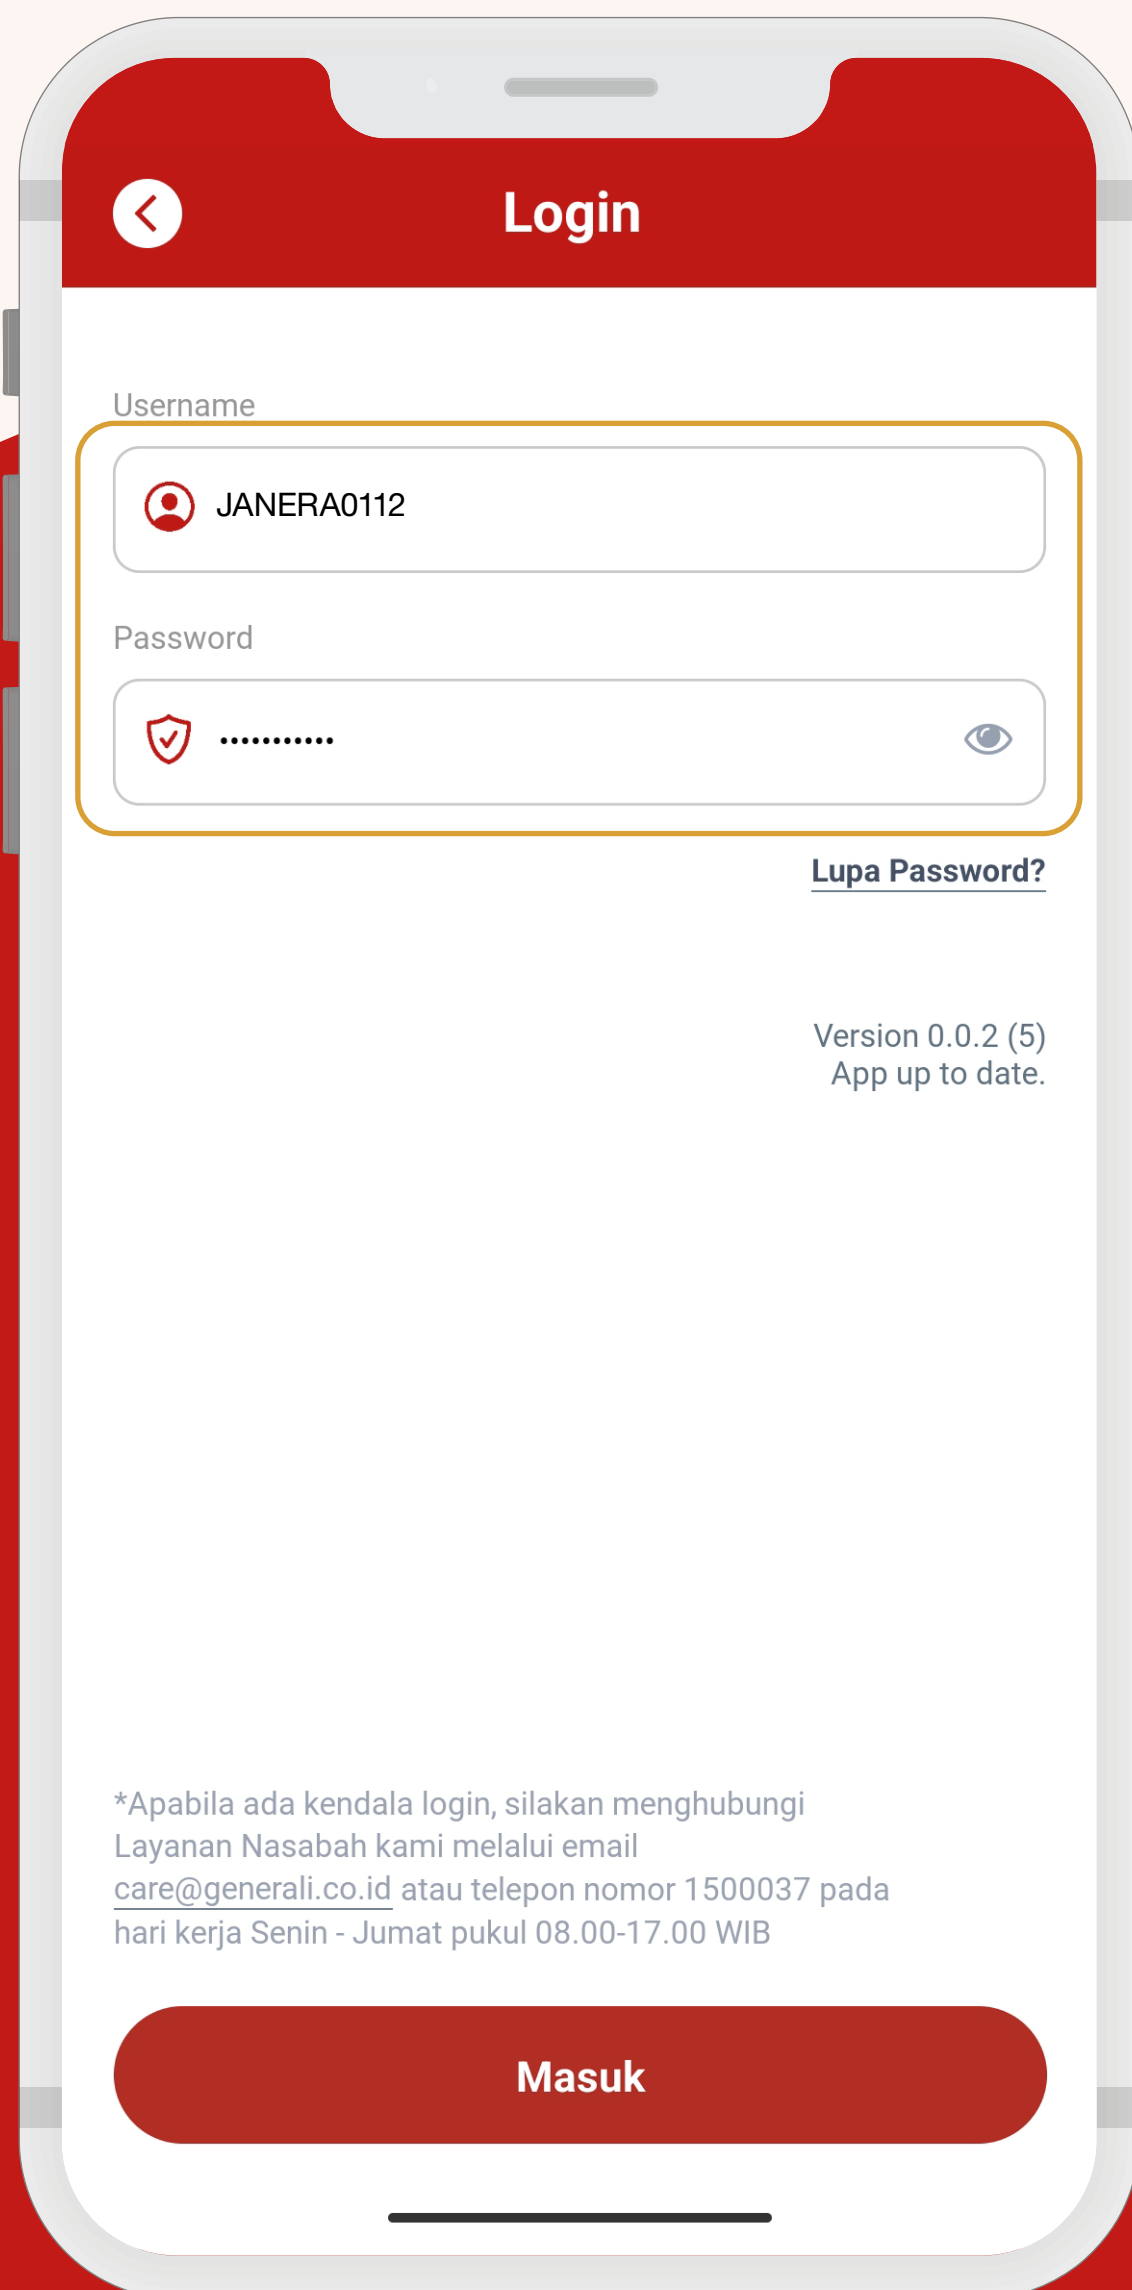 Login
Username
JANERA0112
Password
•••••••••••
Lupa Password?
Version 0.0.2 (5)
App up to date.
*Apabila ada kendala login, silakan menghubungi
Layanan Nasabah kami melalui email
care@generali.co.id atau telepon nomor 1500037 pada
hari kerja Senin - Jumat pukul 08.00-17.00 WIB
Masuk